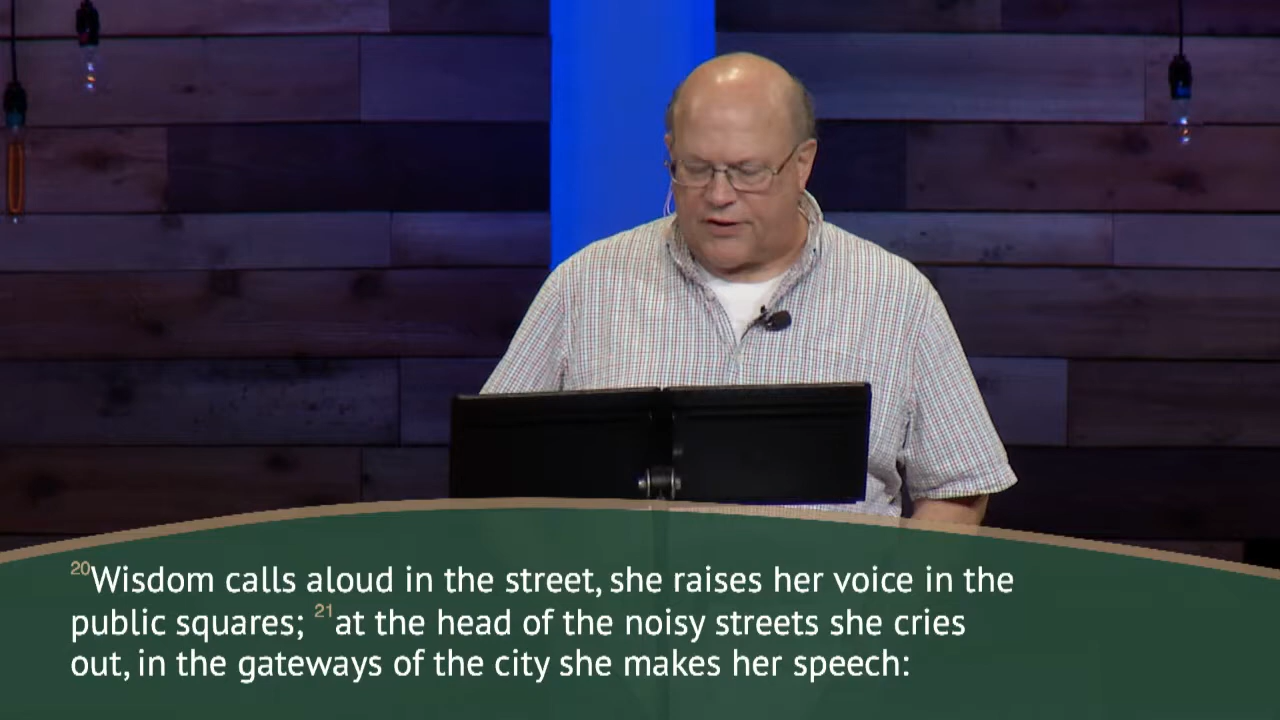 20Wisdom calls aloud in the street, she raises her voice in the
public squares; 21at the head of the noisy streets she cries
out, in the gateways of the city she makes her speech: